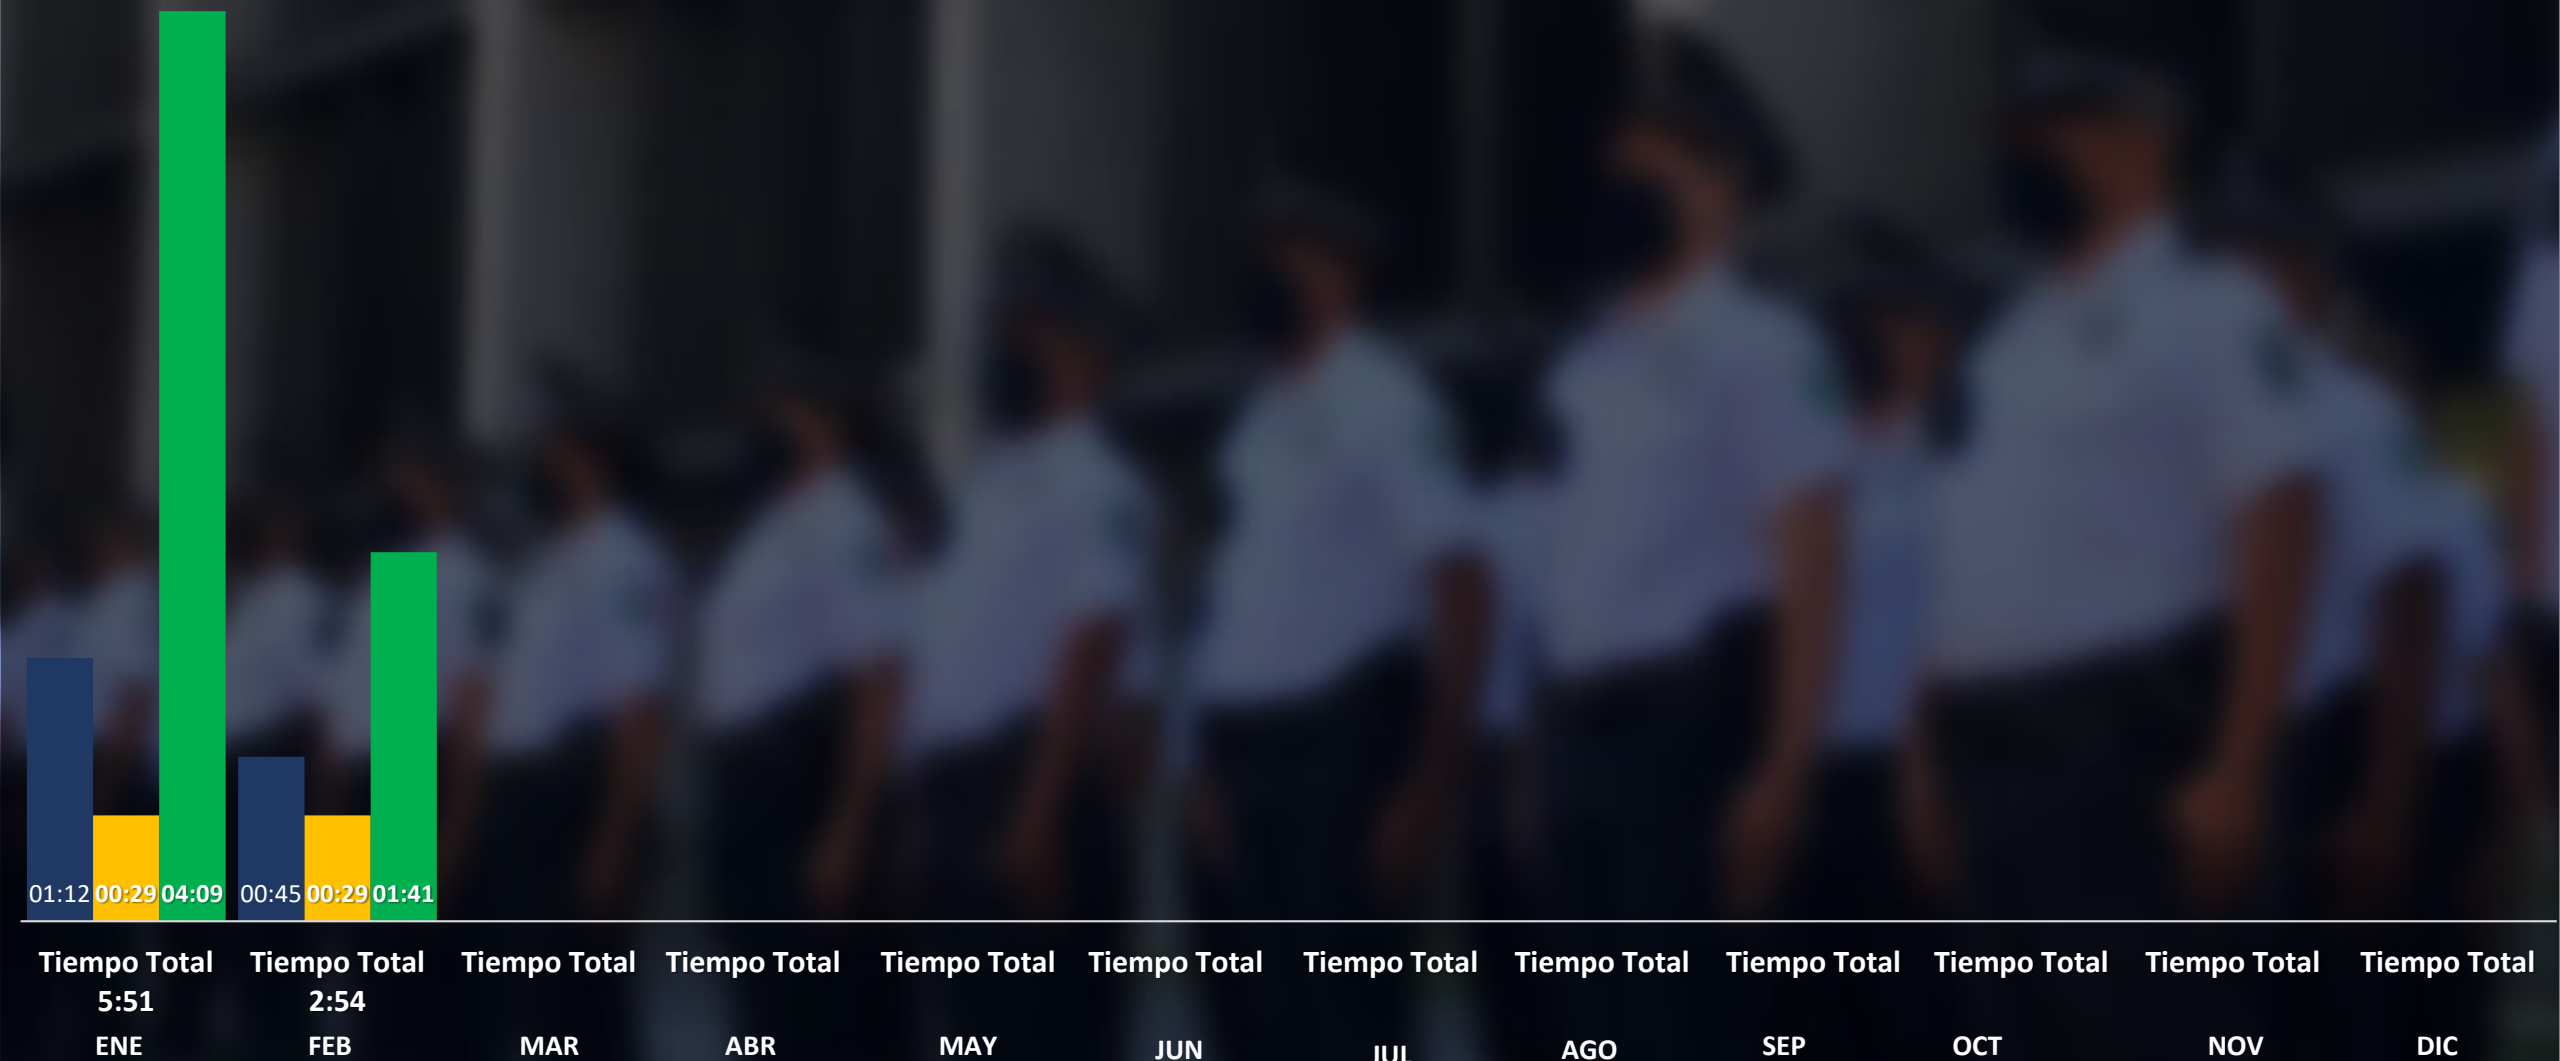 01:12 00:29 04:09 00:45 00:29 01:41
Tiempo Total Tiempo Total Tiempo Total Tiempo Total Tiempo Total Tiempo Total Tiempo Total Tiempo Total Tiempo Total Tiempo Total Tiempo Total Tiempo Total
5:51 2:54
ENE FEB MAR ABR MAY JUN JUL AGO SEP OCT NOV DIC